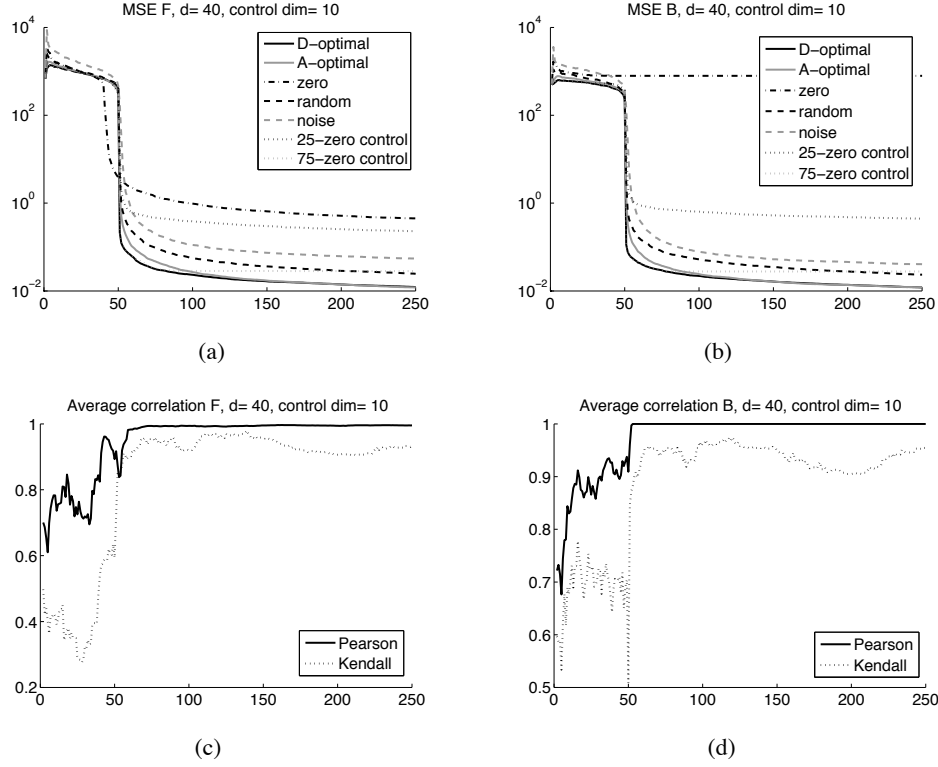 MSE F, d= 40, control dim= 10
10^4
10^2
10^0
10^−2
0 50 100 150 200 250
D−optimal
A−optimal
zero
random
noise
25−zero control
75−zero control
(a)
MSE B, d= 40, control dim= 10
10^4
10^2
10^0
10^−2
0 50 100 150 200 250
D−optimal
A−optimal
zero
random
noise
25−zero control
75−zero control
(b)
Average correlation F, d= 40, control dim= 10
1
0.8
0.6
0.4
0.2
0 50 100 150 200 250
Pearson
Kendall
(c)
Average correlation B, d= 40, control dim= 10
1
0.9
0.8
0.7
0.6
0.5
0 50 100 150 200 250
Pearson
Kendall
(d)